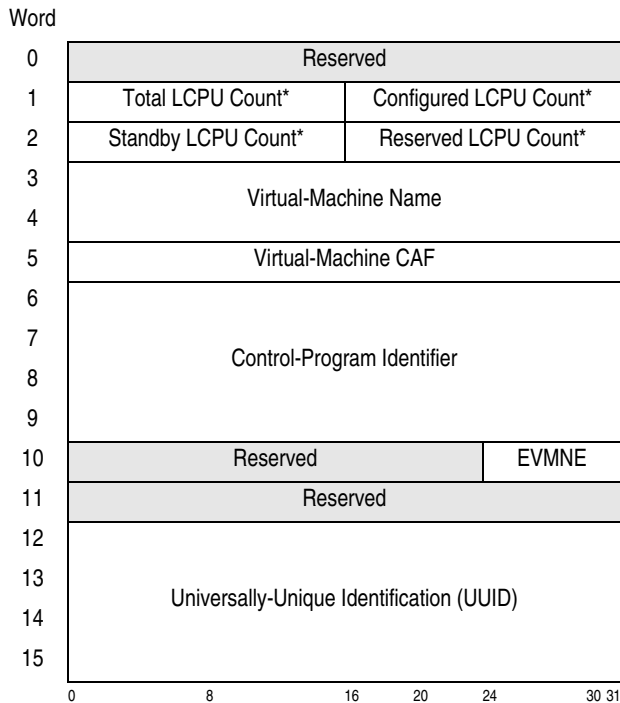 Word
0 Reserved
1 Total LCPU Count* Configured LCPU Count*
2 Standby LCPU Count* Reserved LCPU Count*
3
Virtual-Machine Name
4
5 Virtual-Machine CAF
6
7
Control-Program Identifier
8
9
10 Reserved EVMNE
11 Reserved
12
13
Universally-Unique Identification (UUID)
14
15
0 8 16 20 24 30 31